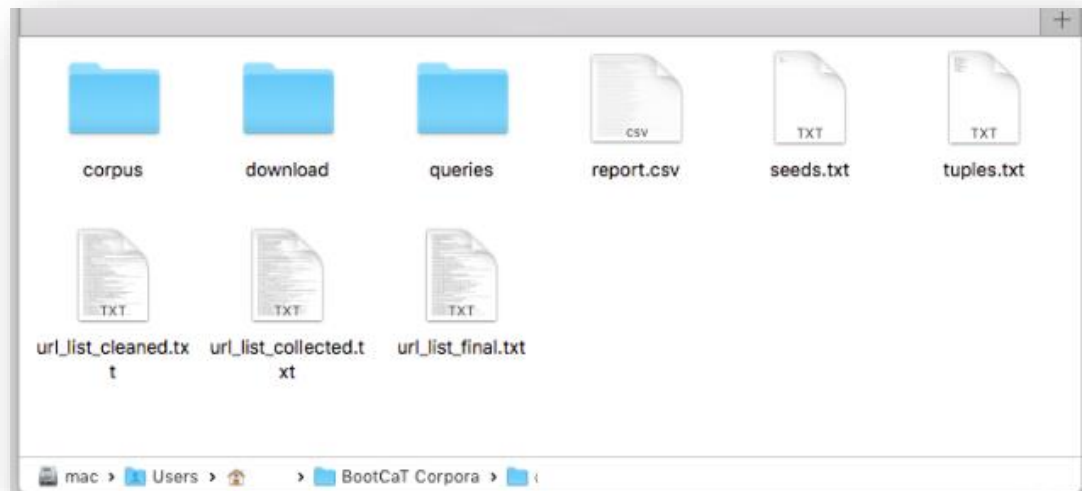 +
CSV
TXT
TXT
corpus
download
queries
report.csv
seeds.txt
tuples.txt
TXT
TXT
TXT
url_list_cleaned.tx
t
url_list_collected.t
xt
url_list_final.txt
mac › Users › › BootCaT Corpora ›